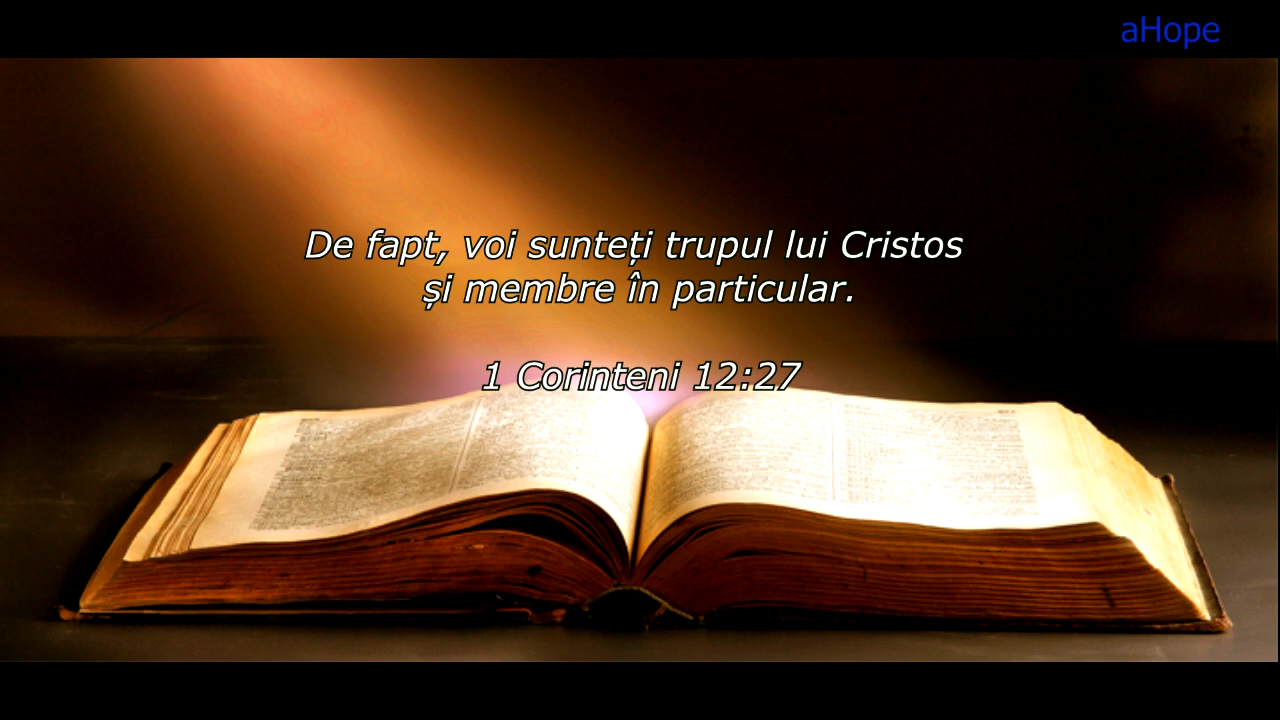 aHope
De fapt, voi sunteți trupul lui Cristos
și membre în particular.
1 Corinteni 12:27